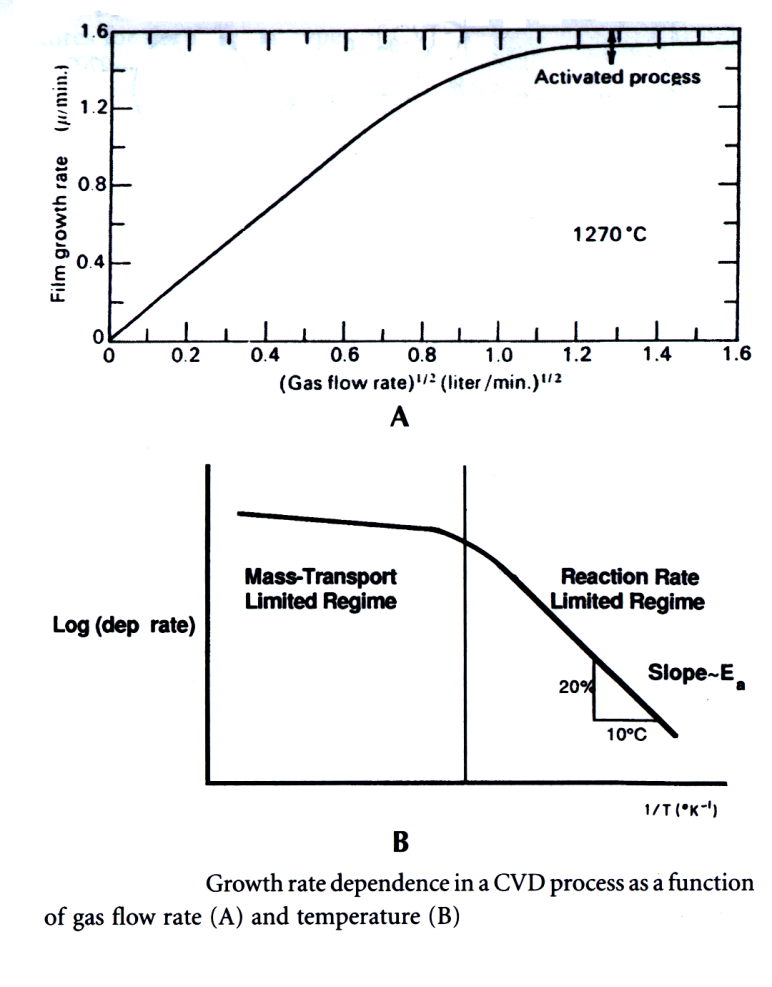 1.6
1.2
0.8
0.4
0
Film growth rate (μ/min.)
Activated process
1270°C
0 0.2 0.4 0.6 0.8 1.0 1.2 1.4 1.6
(Gas flow rate)¹/² (liter/min.)¹/²
A
Mass-Transport
Limited Regime
Reaction Rate
Limited Regime
Log (dep rate)
Slope~Eₐ
20%
10°C
1/T (°K⁻¹)
B
Growth rate dependence in a CVD process as a function
of gas flow rate (A) and temperature (B)